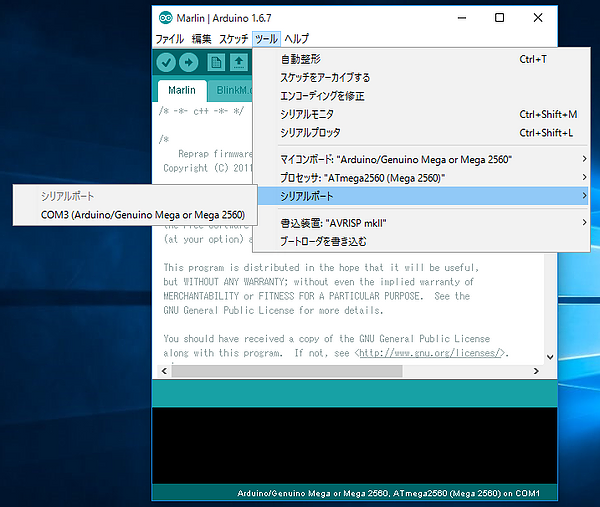 Marlin | Arduino 1.6.7
ファイル 編集 スケッチ ツール ヘルプ
自動整形 Ctrl+T
スケッチをアーカイブする
エンコーディングを修正
シリアルモニタ Ctrl+Shift+M
シリアルプロッタ Ctrl+Shift+L
マイコンボード: "Arduino/Genuino Mega or Mega 2560"
プロセッサ: "ATmega2560 (Mega 2560)"
シリアルポート
書込装置: "AVRISP mkII"
ブートローダを書き込む
シリアルポート
COM3 (Arduino/Genuino Mega or Mega 2560)
Marlin BlinkM.c
/* -*- c++ -*- */
/*
Reprap firmware
Copyright (C) 2011
the Free Software
(at your option) a
This program is distributed in the hope that it will be useful,
but WITHOUT ANY WARRANTY; without even the implied warranty of
MERCHANTABILITY or FITNESS FOR A PARTICULAR PURPOSE.  See the
GNU General Public License for more details.
You should have received a copy of the GNU General Public License
along with this program.  If not, see <http://www.gnu.org/licenses/>.
Arduino/Genuino Mega or Mega 2560, ATmega2560 (Mega 2560) on COM1